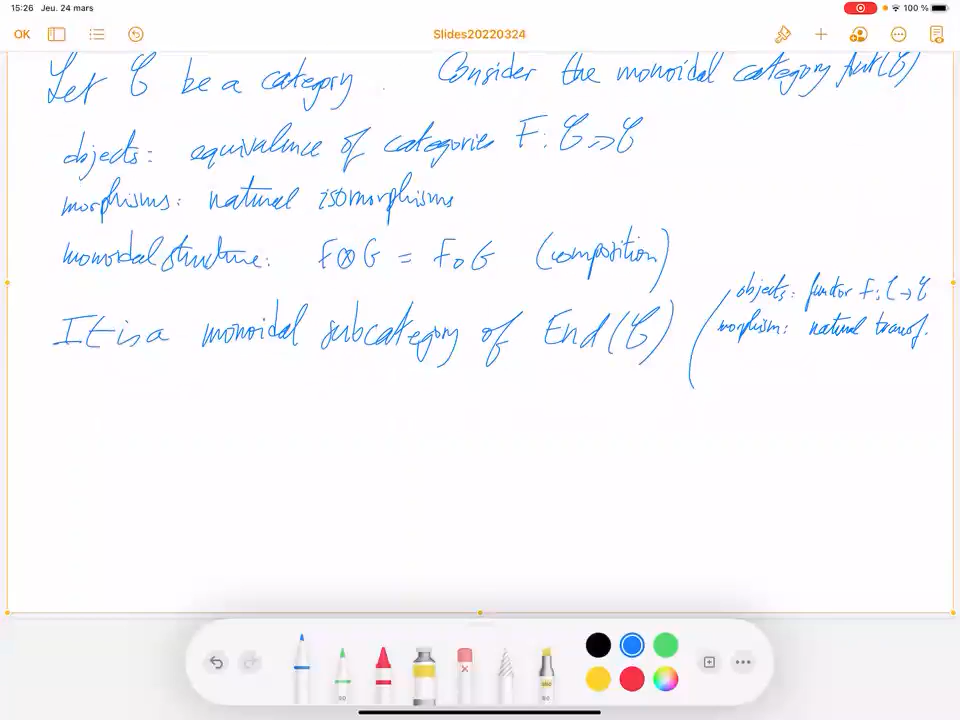 15:26 Jeu. 24 mars 100 %
OK Slides20220324
Let C be a category. Consider the monoidal category Aut(C)
objects: equivalence of categories F: C → C
morphisms: natural isomorphisms
monoidal structure: F⊗G = F∘G (composition)
It is a monoidal subcategory of End(C)
objects: functor F: C → C
morphism: natural transf.